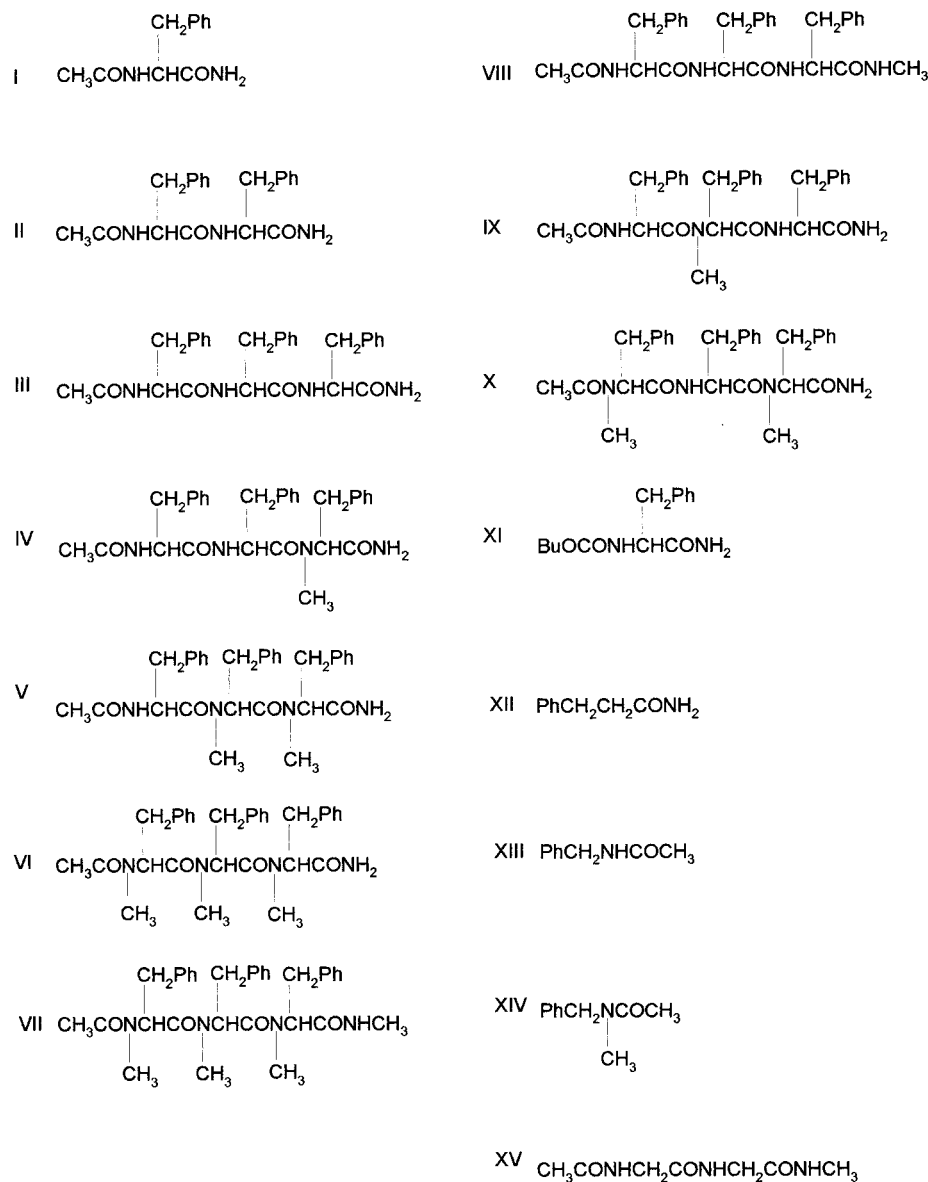 CH₂Ph
I CH₃CONHCHCONH₂
CH₂Ph CH₂Ph
II CH₃CONHCHCONHCHCONH₂
CH₂Ph CH₂Ph CH₂Ph
III CH₃CONHCHCONHCHCONHCHCONH₂
CH₂Ph CH₂Ph CH₂Ph
IV CH₃CONHCHCONHCHCONCHCONH₂
CH₃
CH₂Ph CH₂Ph CH₂Ph
V CH₃CONHCHCONCHCONCHCONH₂
CH₃ CH₃
CH₂Ph CH₂Ph CH₂Ph
VI CH₃CONCHCONCHCONCHCONH₂
CH₃ CH₃ CH₃
CH₂Ph CH₂Ph CH₂Ph
VII CH₃CONCHCONCHCONCHCONHCH₃
CH₃ CH₃ CH₃
CH₂Ph CH₂Ph CH₂Ph
VIII CH₃CONHCHCONHCHCONHCHCONHCH₃
CH₂Ph CH₂Ph CH₂Ph
IX CH₃CONHCHCONCHCONHCHCONH₂
CH₃
CH₂Ph CH₂Ph CH₂Ph
X CH₃CONCHCONHCHCONCHCONH₂
CH₃ CH₃
CH₂Ph
XI BuOCONHCHCONH₂
XII PhCH₂CH₂CONH₂
XIII PhCH₂NHCOCH₃
XIV PhCH₂NCOCH₃
CH₃
XV CH₃CONHCH₂CONHCH₂CONHCH₃